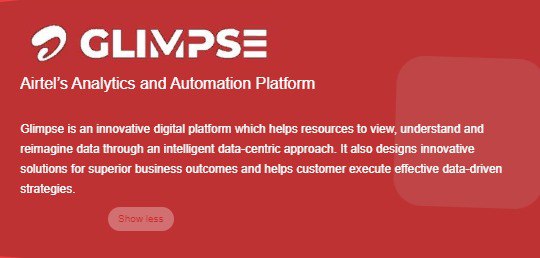 GLIMPSE
Airtel's Analytics and Automation Platform
Glimpse is an innovative digital platform which helps resources to view, understand and
reimagine data through an intelligent data-centric approach. It also designs innovative
solutions for superior business outcomes and helps customer execute effective data-driven
strategies.
Show less